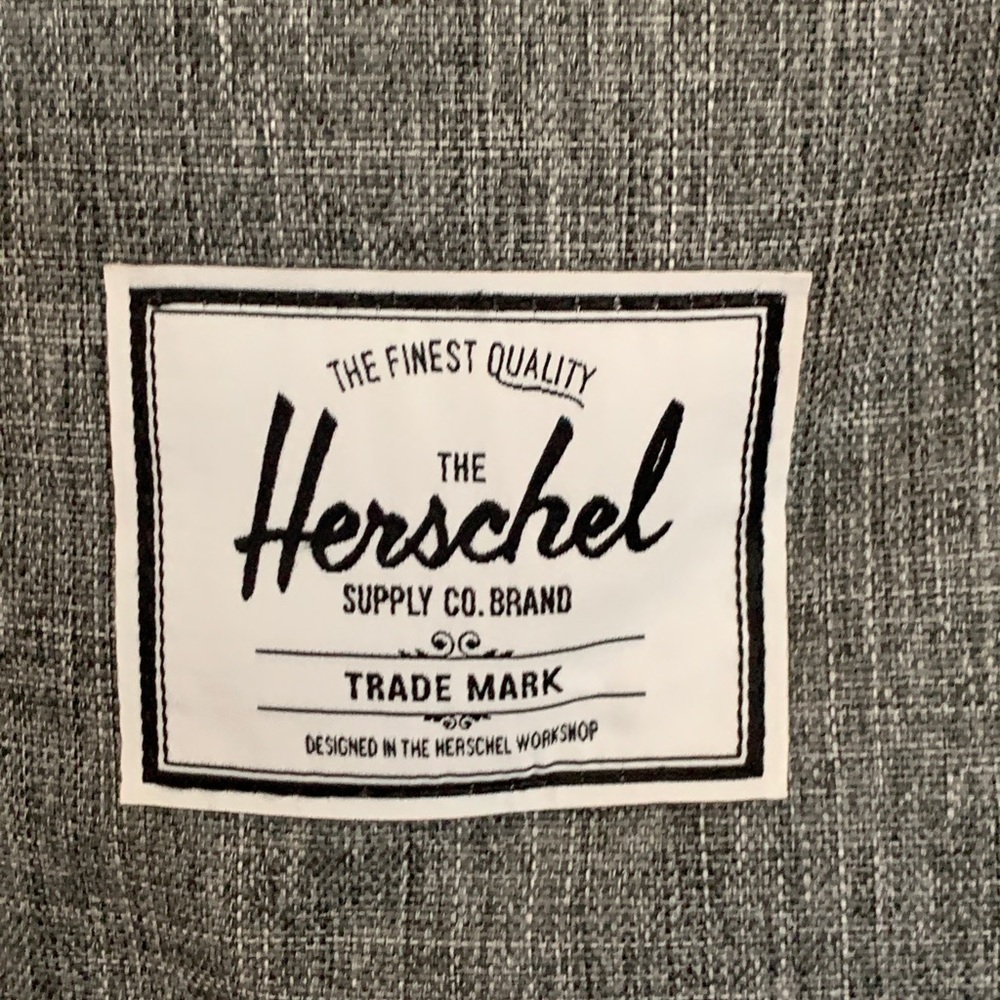 THE FINEST QUALITY
THE
Herschel
SUPPLY CO. BRAND
TRADE MARK
DESIGNED IN THE HERSCHEL WORKSHOP